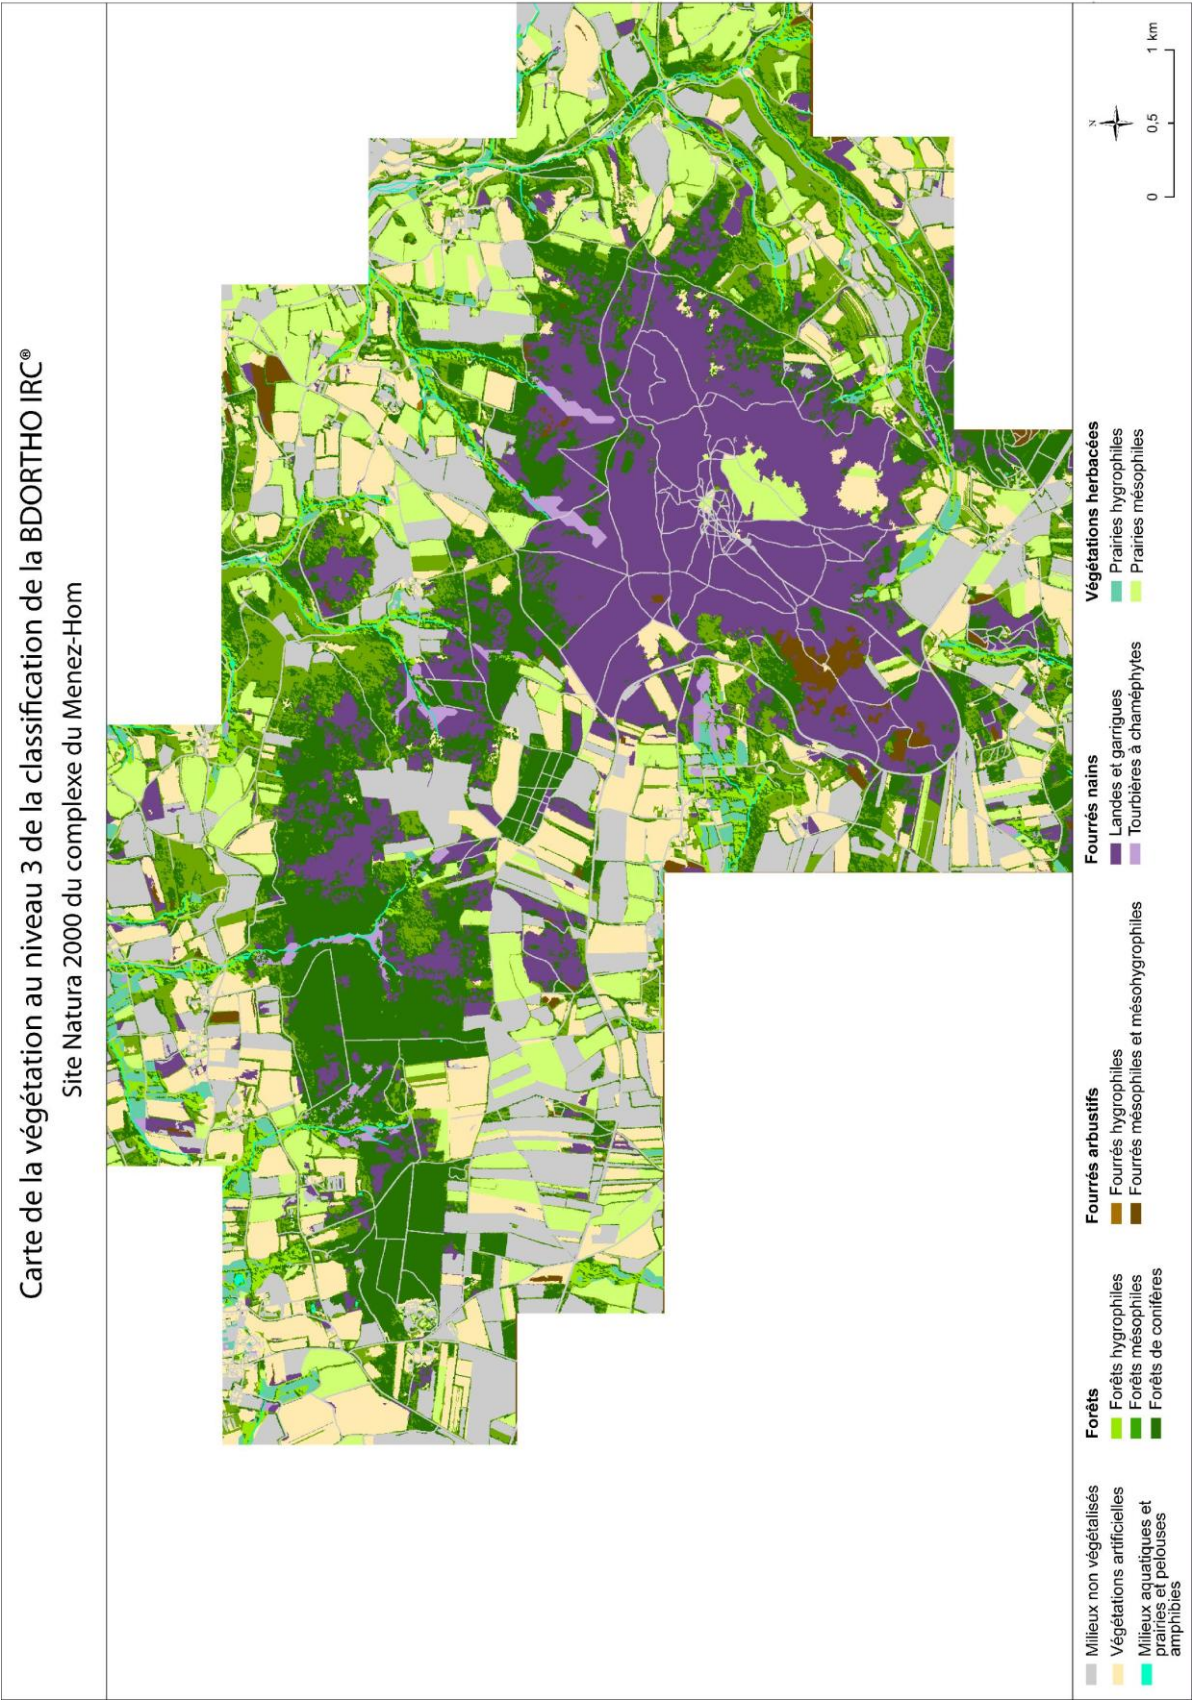 Carte de la végétation au niveau 3 de la classification de la BDORTHO IRC®
Site Natura 2000 du complexe du Menez-Hom
Milieux non végétalisés
Végétations artificielles
Milieux aquatiques et
prairies et pelouses
amphibies
Forêts
Forêts hygrophiles
Forêts mésophiles
Forêts de conifères
Fourrés arbustifs
Fourrés hygrophiles
Fourrés mésophiles et mésohygrophiles
Fourrés nains
Landes et garrigues
Tourbières à chaméphytes
Végétations herbacées
Prairies hygrophiles
Prairies mésophiles
N
0 0.5 1 km